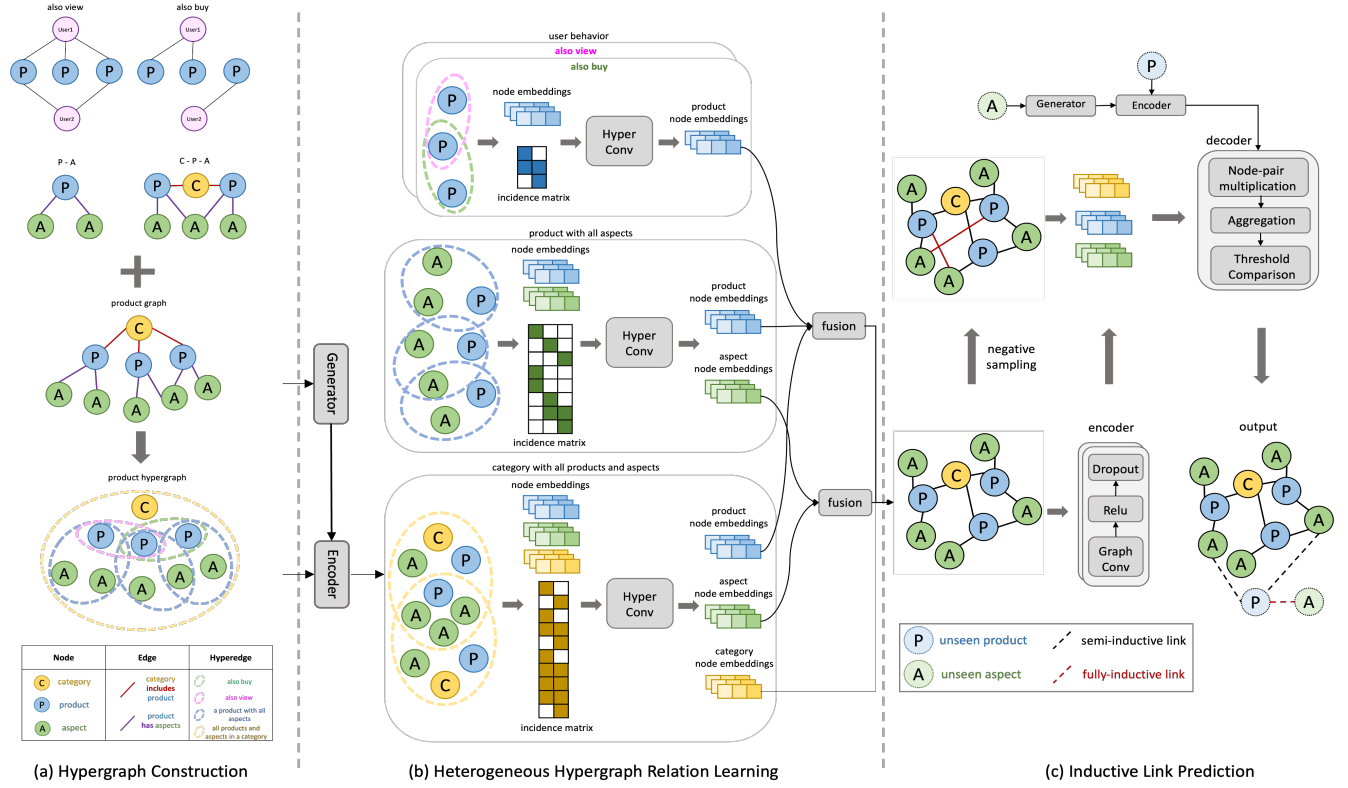 also view
also buy
User1
User1
P
P
P
P
P
P
User2
User2
P - A
C - P - A
P
P
C
P
A
A
A
A
A
product graph
C
P
P
P
A
A
A
A
A
product hypergraph
C
P
P
P
A
A
A
A
A
Node
Edge
Hyperedge
C
category
category
includes
product
also buy
also view
P
product
a product with all
aspects
A
aspect
product
has aspects
all products and
aspects in a category
(a) Hypergraph Construction
Generator
Encoder
user behavior
also view
also buy
P
P
P
node embeddings
incidence matrix
Hyper
Conv
product
node embeddings
product with all aspects
A
A
P
A
P
A
P
A
node embeddings
incidence matrix
Hyper
Conv
product
node embeddings
aspect
node embeddings
category with all products and aspects
C
A
P
P
A
A
A
A
P
C
node embeddings
incidence matrix
Hyper
Conv
product
node embeddings
aspect
node embeddings
category
node embeddings
fusion
fusion
(b) Heterogeneous Hypergraph Relation Learning
P
A
Generator
Encoder
decoder
Node-pair
multiplication
Aggregation
Threshold
Comparison
A
A
C
P
P
A
P
A
A
negative
sampling
A
A
C
P
P
A
P
A
A
encoder
Dropout
Relu
Graph
Conv
output
A
A
C
P
P
A
P
A
A
P
A
P
unseen product
semi-inductive link
A
unseen aspect
fully-inductive link
(c) Inductive Link Prediction